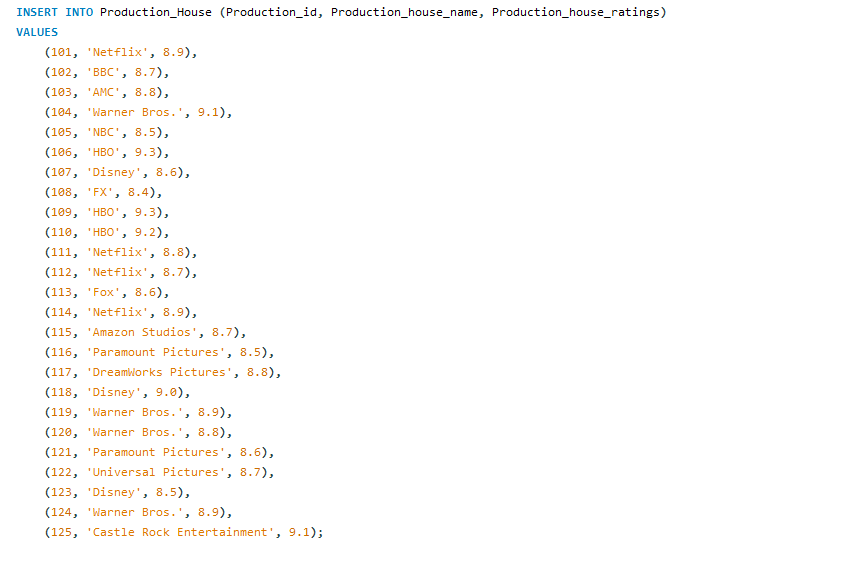 INSERT INTO Production_House (Production_id, Production_house_name, Production_house_ratings)
VALUES
(101, 'Netflix', 8.9),
(102, 'BBC', 8.7),
(103, 'AMC', 8.8),
(104, 'Warner Bros.', 9.1),
(105, 'NBC', 8.5),
(106, 'HBO', 9.3),
(107, 'Disney', 8.6),
(108, 'FX', 8.4),
(109, 'HBO', 9.3),
(110, 'HBO', 9.2),
(111, 'Netflix', 8.8),
(112, 'Netflix', 8.7),
(113, 'Fox', 8.6),
(114, 'Netflix', 8.9),
(115, 'Amazon Studios', 8.7),
(116, 'Paramount Pictures', 8.5),
(117, 'DreamWorks Pictures', 8.8),
(118, 'Disney', 9.0),
(119, 'Warner Bros.', 8.9),
(120, 'Warner Bros.', 8.8),
(121, 'Paramount Pictures', 8.6),
(122, 'Universal Pictures', 8.7),
(123, 'Disney', 8.5),
(124, 'Warner Bros.', 8.9),
(125, 'Castle Rock Entertainment', 9.1);